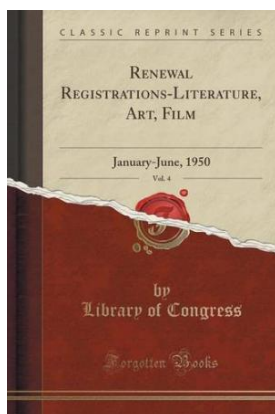 CLASSIC REPRINT SERIES
RENEWAL
REGISTRATIONS-LITERATURE,
ART, FILM
January-June, 1950
Vol. 4
by
Library of Congress
Forgotten Books